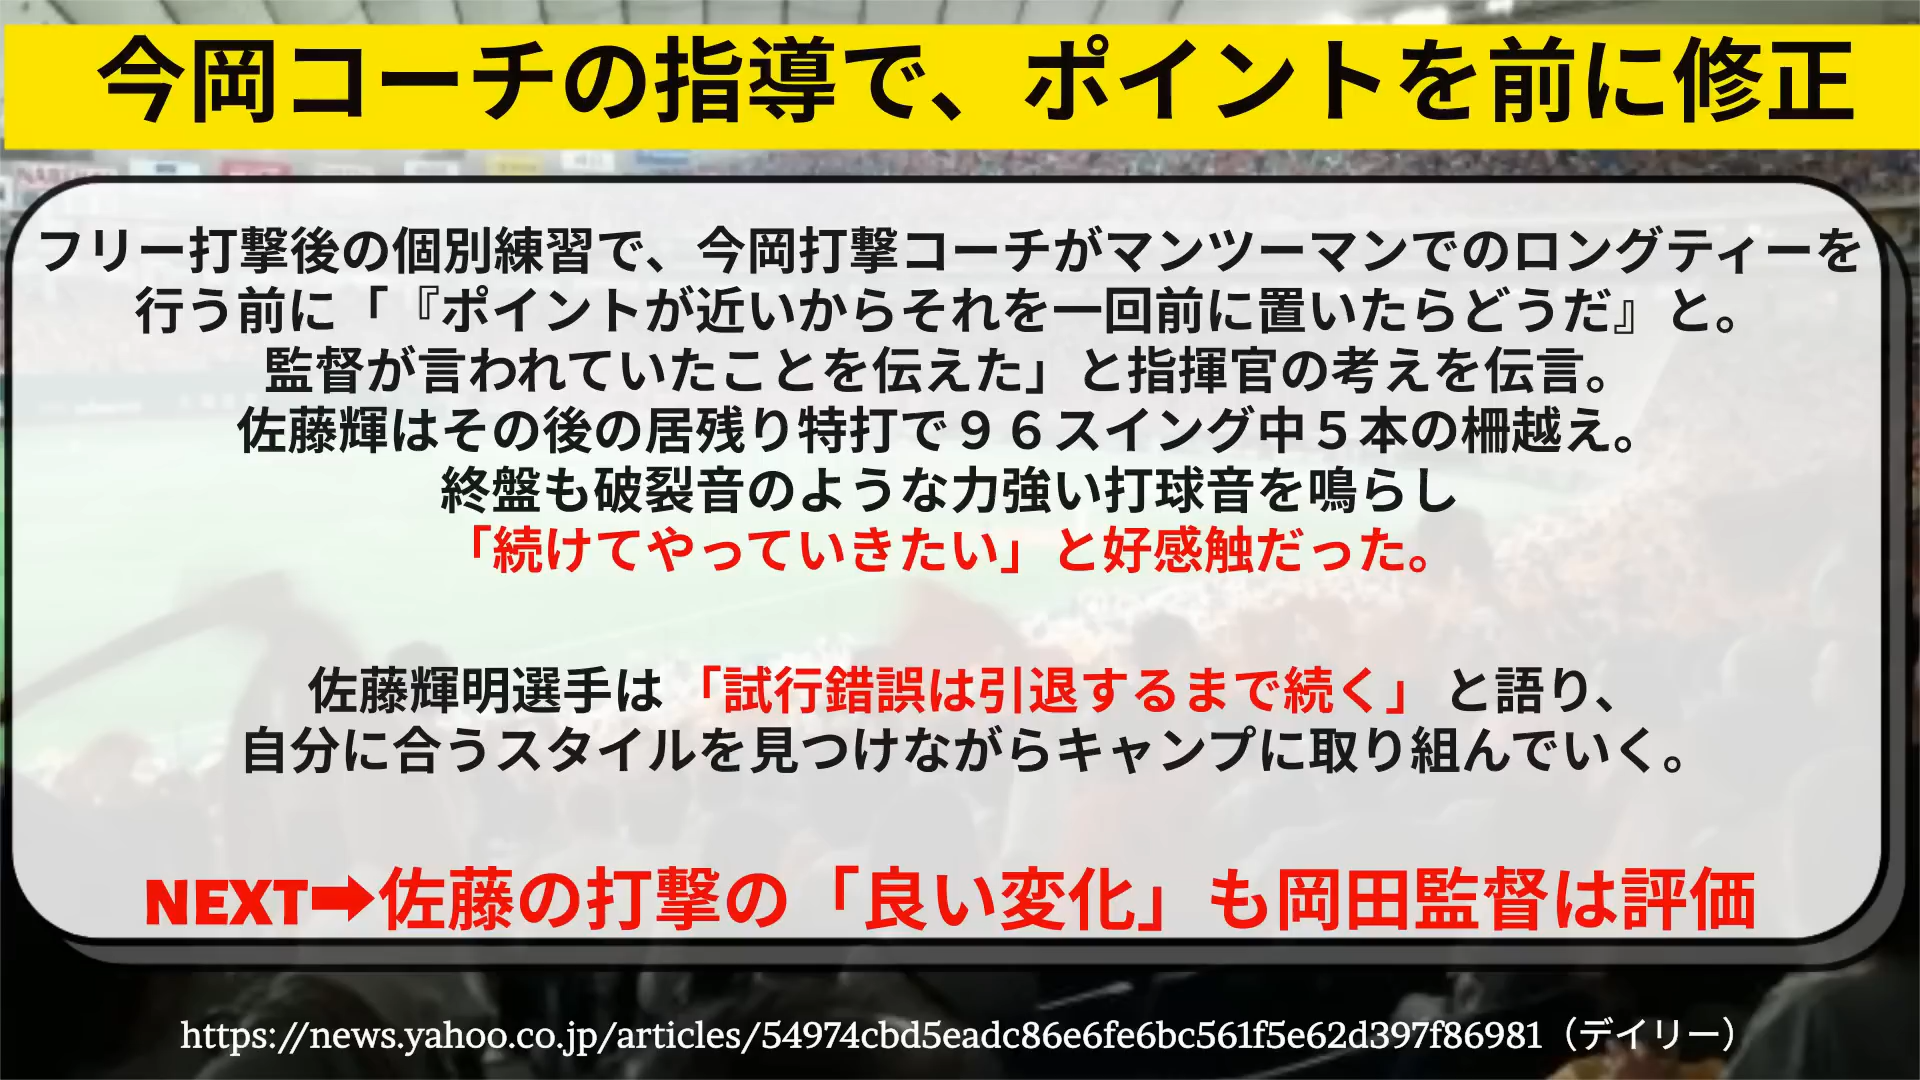 今岡コーチの指導で、ポイントを前に修正
フリー打撃後の個別練習で、今岡打撃コーチがマンツーマンでのロングティーを
行う前に「『ポイントが近いからそれを一回前に置いたらどうだ』と。
監督が言われていたことを伝えた」と指揮官の考えを伝言。
佐藤輝はその後の居残り特打で９６スイング中５本の柵越え。
終盤も破裂音のような力強い打球音を鳴らし
「続けてやっていきたい」と好感触だった。
佐藤輝明選手は「試行錯誤は引退するまで続く」と語り、
自分に合うスタイルを見つけながらキャンプに取り組んでいく。
NEXT➡佐藤の打撃の「良い変化」も岡田監督は評価
https://news.yahoo.co.jp/articles/54974cbd5eadc86e6fe6bc561f5e62d397f86981（デイリー）